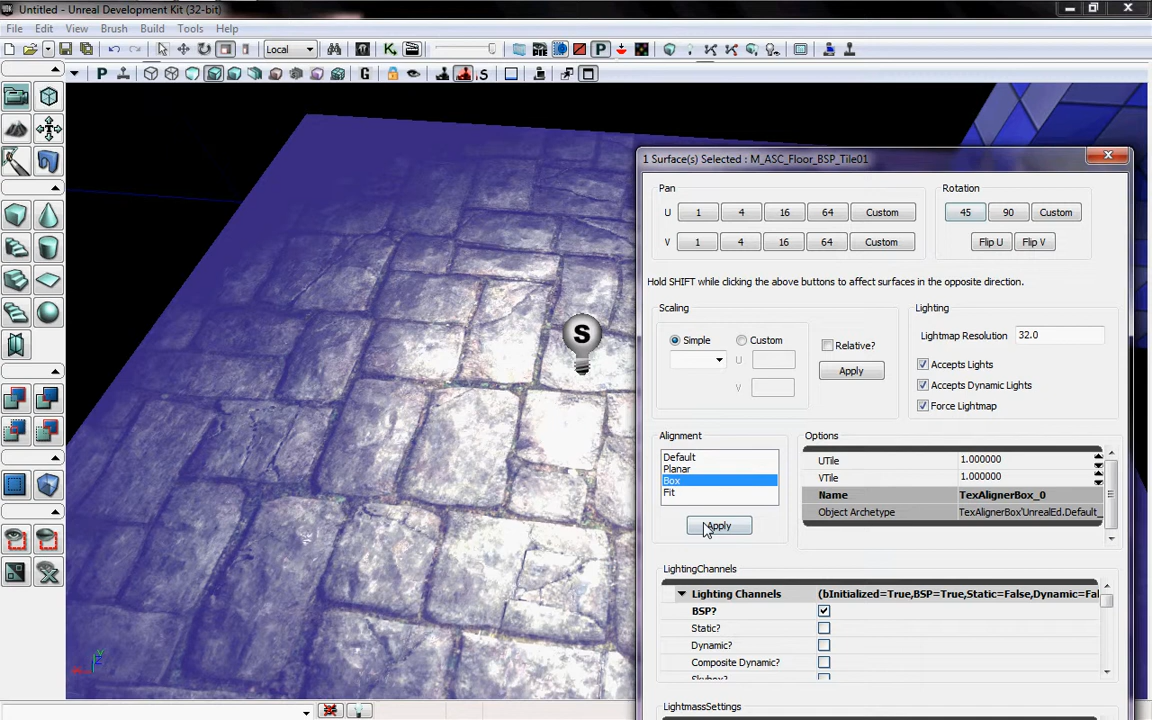 Untitled - Unreal Development Kit (32-bit)
File Edit View Brush Build Tools Help
Local
P
P G S
1 Surface(s) Selected : M_ASC_Floor_BSP_Tile01
Pan
Rotation
U 1 4 16 64 Custom
45 90 Custom
V 1 4 16 64 Custom
Flip U Flip V
Hold SHIFT while clicking the above buttons to affect surfaces in the opposite direction.
Scaling
Lighting
Simple Custom
Relative?
Lightmap Resolution 32.0
U
Apply
Accepts Lights
V
Accepts Dynamic Lights
Force Lightmap
S
Alignment
Options
Default
Planar
Box
Fit
Apply
UTile 1.000000
VTile 1.000000
Name TexAlignerBox_0
Object Archetype TexAlignerBox'UnrealEd.Default_
LightingChannels
Lighting Channels (bInitialized=True,BSP=True,Static=False,Dynamic=Fal
BSP?
Static?
Dynamic?
Composite Dynamic?
LightmassSettings